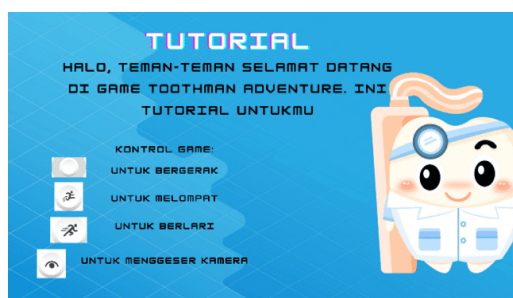 TUTORIAL
HALO, TEMAN-TEMAN SELAMAT DATANG
DI GAME TOOTHMAN ADVENTURE. INI
TUTORIAL UNTUKMU
KONTROL GAME:
UNTUK BERGERAK
UNTUK MELOMPAT
UNTUK BERLARI
UNTUK MENGGESER KAMERA